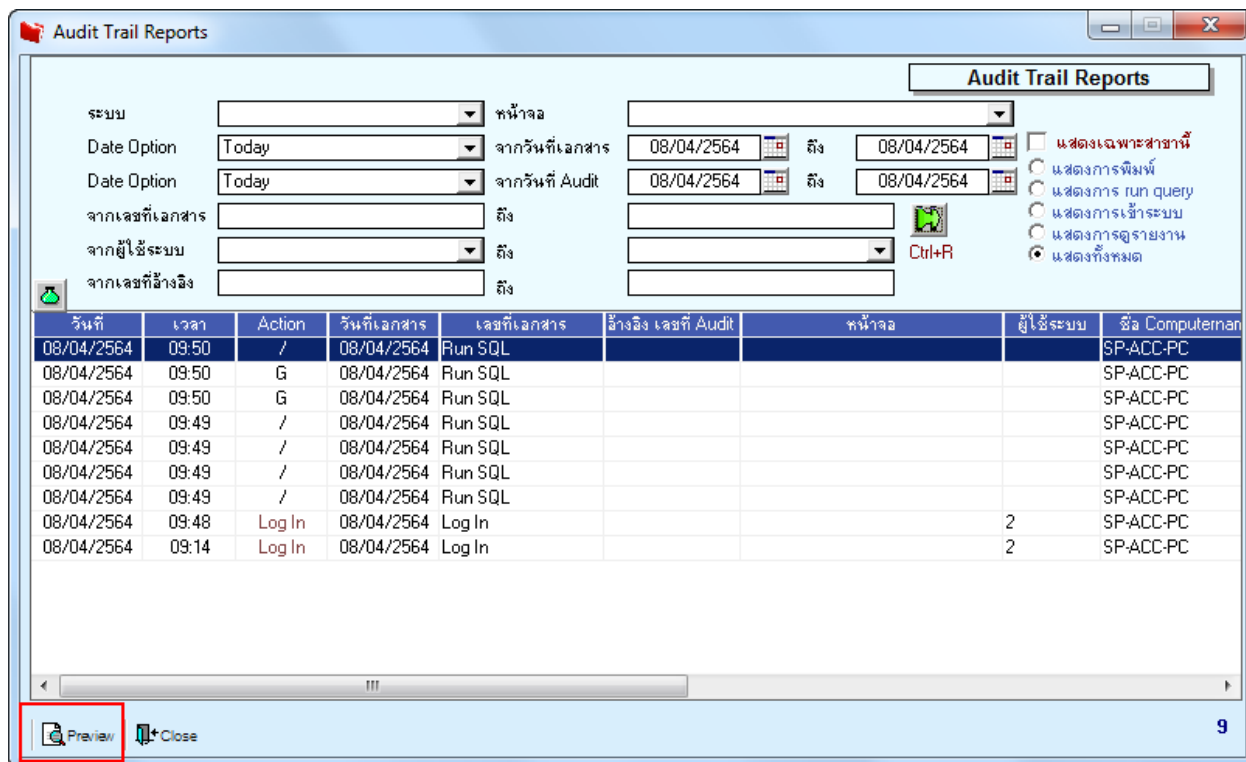 Audit Trail Reports
Audit Trail Reports
ระบบ หน้าจอ
Date Option Today จากวันที่เอกสาร 08/04/2564 ถึง 08/04/2564 แสดงเฉพาะสาขานี้
Date Option Today จากวันที่ Audit 08/04/2564 ถึง 08/04/2564 แสดงการพิมพ์
แสดงการ run query
จากเลขที่เอกสาร ถึง แสดงการเข้าระบบ
แสดงการดูรายงาน
จากผู้ใช้ระบบ ถึง Ctrl+R แสดงทั้งหมด
จากเลขที่อ้างอิง ถึง
วันที่ เวลา Action วันที่เอกสาร เลขที่เอกสาร อ้างอิง เลขที่ Audit หน้าจอ ผู้ใช้ระบบ ชื่อ Computernam
08/04/2564 09:50 / 08/04/2564 Run SQL SP-ACC-PC
08/04/2564 09:50 G 08/04/2564 Run SQL SP-ACC-PC
08/04/2564 09:50 G 08/04/2564 Run SQL SP-ACC-PC
08/04/2564 09:49 / 08/04/2564 Run SQL SP-ACC-PC
08/04/2564 09:49 / 08/04/2564 Run SQL SP-ACC-PC
08/04/2564 09:49 / 08/04/2564 Run SQL SP-ACC-PC
08/04/2564 09:49 / 08/04/2564 Run SQL SP-ACC-PC
08/04/2564 09:48 Log In 08/04/2564 Log In 2 SP-ACC-PC
08/04/2564 09:14 Log In 08/04/2564 Log In 2 SP-ACC-PC
Preview Close 9